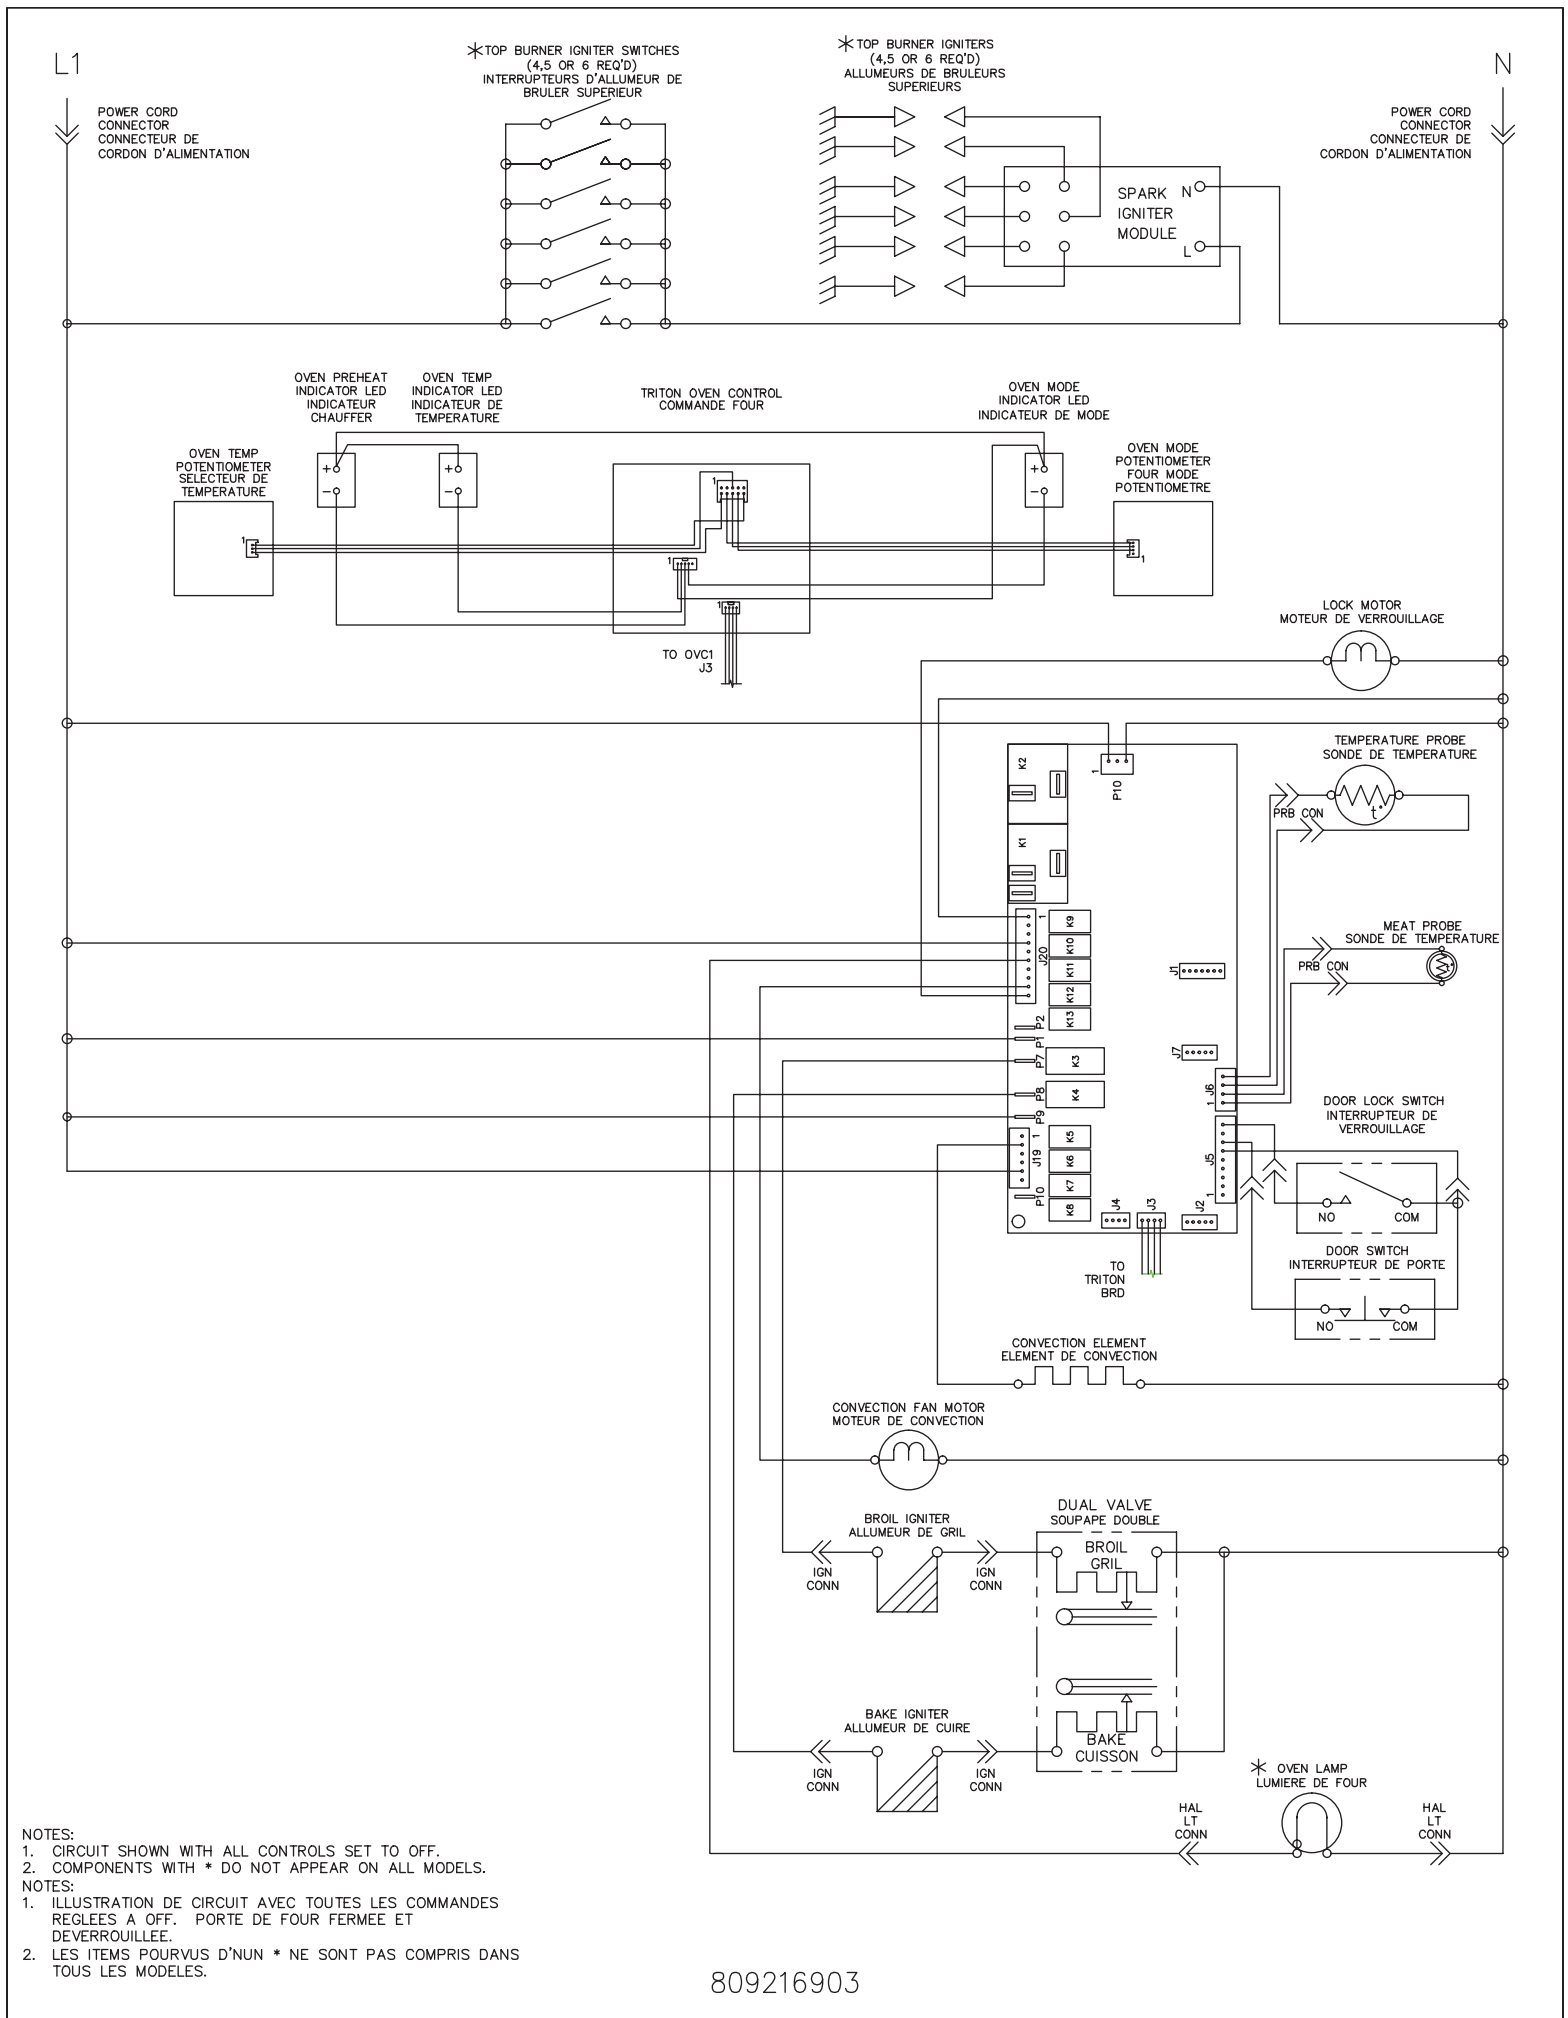 L1
N
*TOP BURNER IGNITER SWITCHES
(4,5 OR 6 REQ'D)
INTERRUPTEURS D'ALLUMEUR DE
BRULER SUPERIEUR
*TOP BURNER IGNITERS
(4,5 OR 6 REQ'D)
ALLUMEURS DE BRULEURS
SUPERIEURS
POWER CORD
CONNECTOR
CONNECTEUR DE
CORDON D'ALIMENTATION
POWER CORD
CONNECTOR
CONNECTEUR DE
CORDON D'ALIMENTATION
SPARK
IGNITER
MODULE
N
L
OVEN PREHEAT
INDICATOR LED
INDICATEUR
CHAUFFER
OVEN TEMP
INDICATOR LED
INDICATEUR DE
TEMPERATURE
TRITON OVEN CONTROL
COMMANDE FOUR
OVEN MODE
INDICATOR LED
INDICATEUR DE MODE
OVEN TEMP
POTENTIOMETER
SELECTEUR DE
TEMPERATURE
OVEN MODE
POTENTIOMETER
FOUR MODE
POTENTIOMETRE
+
−
+
−
+
−
1
1
1
1
1
TO OVC1
J3
LOCK MOTOR
MOTEUR DE VERROUILLAGE
TEMPERATURE PROBE
SONDE DE TEMPERATURE
t°
PRB CON
MEAT PROBE
SONDE DE TEMPERATURE
t°
PRB CON
K2
1
P10
K1
1
J20
K9
K10
K11
K12
K13
J1
P2
P1
P7
K3
P8
K4
P9
J7
J6
1
J5
1
1
J19
K5
K6
K7
K8
P10
J4
J3
J2
TO
TRITON
BRD
DOOR LOCK SWITCH
INTERRUPTEUR DE
VERROUILLAGE
NO
COM
DOOR SWITCH
INTERRUPTEUR DE PORTE
NO
COM
CONVECTION ELEMENT
ELEMENT DE CONVECTION
CONVECTION FAN MOTOR
MOTEUR DE CONVECTION
BROIL IGNITER
ALLUMEUR DE GRIL
IGN
CONN
IGN
CONN
DUAL VALVE
SOUPAPE DOUBLE
BROIL
GRIL
BAKE IGNITER
ALLUMEUR DE CUIRE
IGN
CONN
IGN
CONN
BAKE
CUISSON
* OVEN LAMP
LUMIERE DE FOUR
HAL
LT
CONN
HAL
LT
CONN
NOTES:
1. CIRCUIT SHOWN WITH ALL CONTROLS SET TO OFF.
2. COMPONENTS WITH * DO NOT APPEAR ON ALL MODELS.
NOTES:
1. ILLUSTRATION DE CIRCUIT AVEC TOUTES LES COMMANDES
REGLEES A OFF. PORTE DE FOUR FERMEE ET
DEVERROUILLEE.
2. LES ITEMS POURVUS D'NUN * NE SONT PAS COMPRIS DANS
TOUS LES MODELES.
809216903